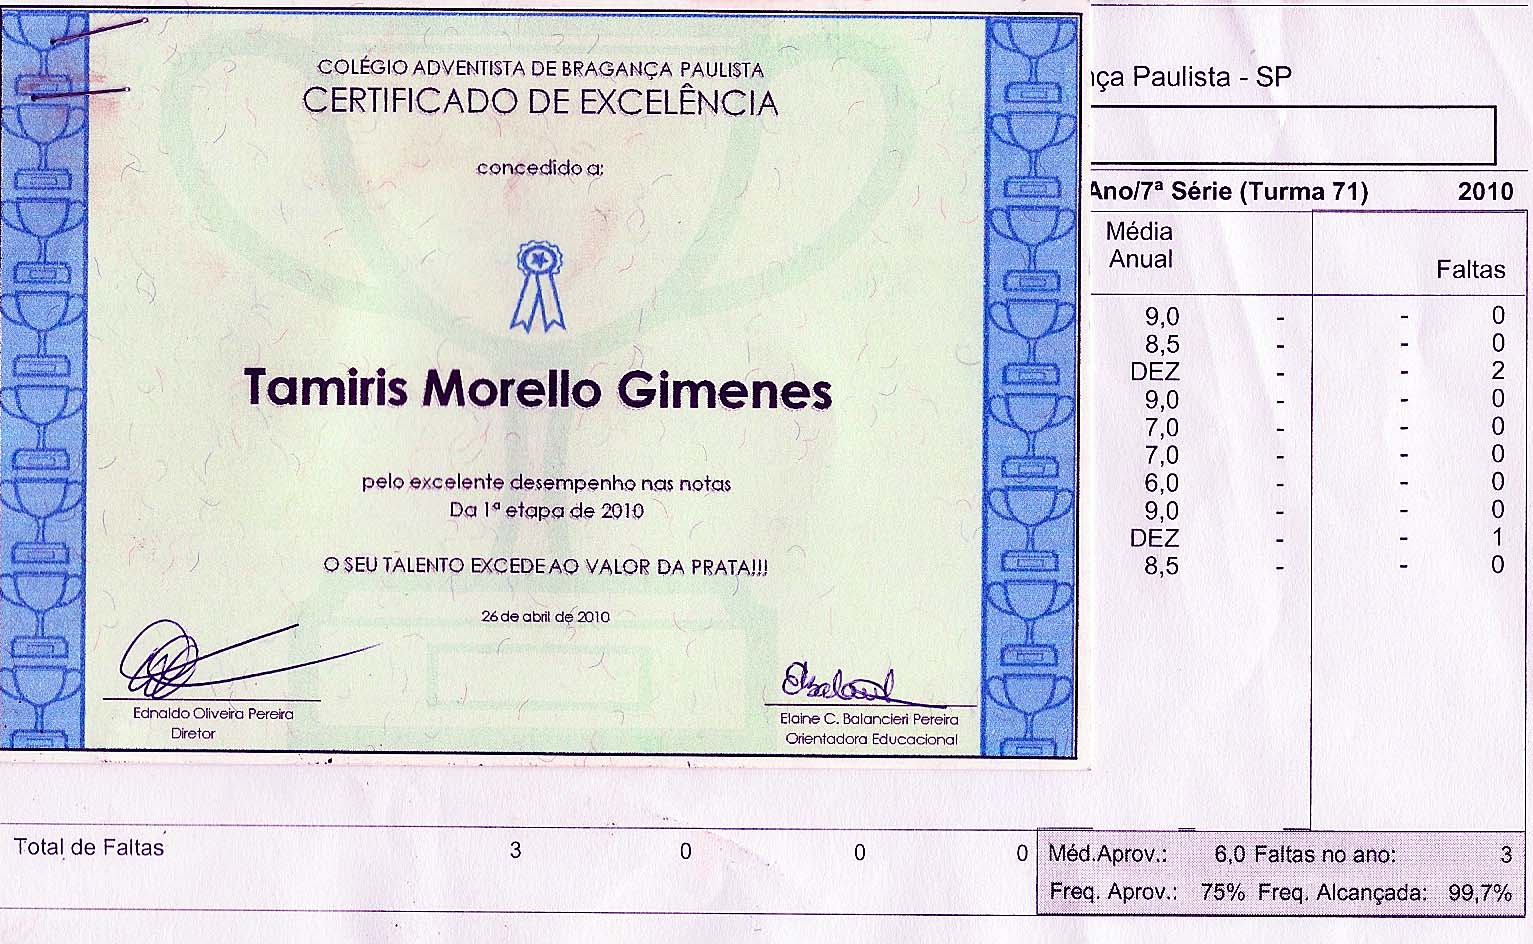 COLÉGIO ADVENTISTA DE BRAGANÇA PAULISTA
CERTIFICADO DE EXCELÊNCIA
concedido a:
Tamiris Morello Gimenes
pelo excelente desempenho nas notas
Da 1ª etapa de 2010
O SEU TALENTO EXCEDE AO VALOR DA PRATA!!!
26 de abril de 2010
Ednaldo Oliveira Pereira
Diretor
Elaine C. Balancieri Pereira
Orientadora Educacional
ça Paulista - SP
Ano/7ª Série (Turma 71) 2010
Média
Anual
Faltas
9,0 - - 0
8,5 - - 0
DEZ - - 2
9,0 - - 0
7,0 - - 0
7,0 - - 0
6,0 - - 0
9,0 - - 0
DEZ - - 1
8,5 - - 0
Total de Faltas 3 0 0 0
Méd.Aprov.: 6,0 Faltas no ano: 3
Freq. Aprov.: 75% Freq. Alcançada: 99,7%